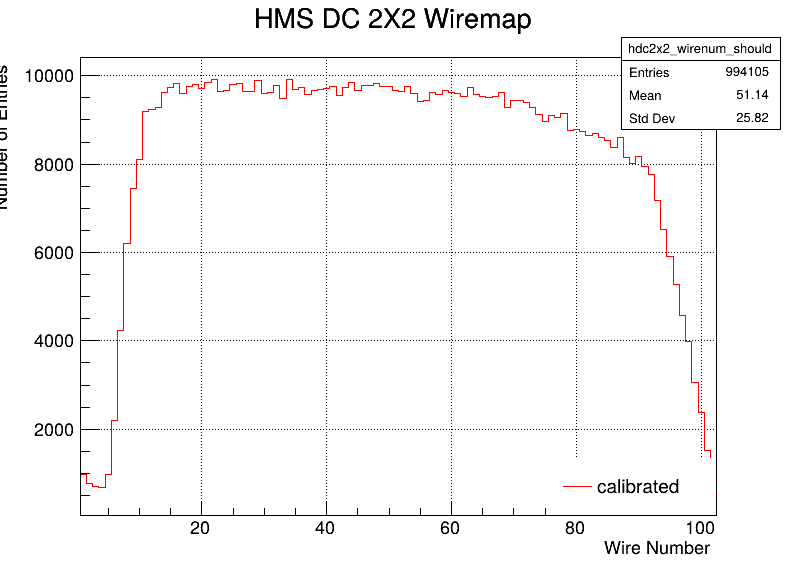 HMS DC 2X2 Wiremap
hdc2x2_wirenum_should
Entries 994105
Mean 51.14
Std Dev 25.82
Number of Entries
10000
8000
6000
4000
2000
calibrated
20 40 60 80 100
Wire Number